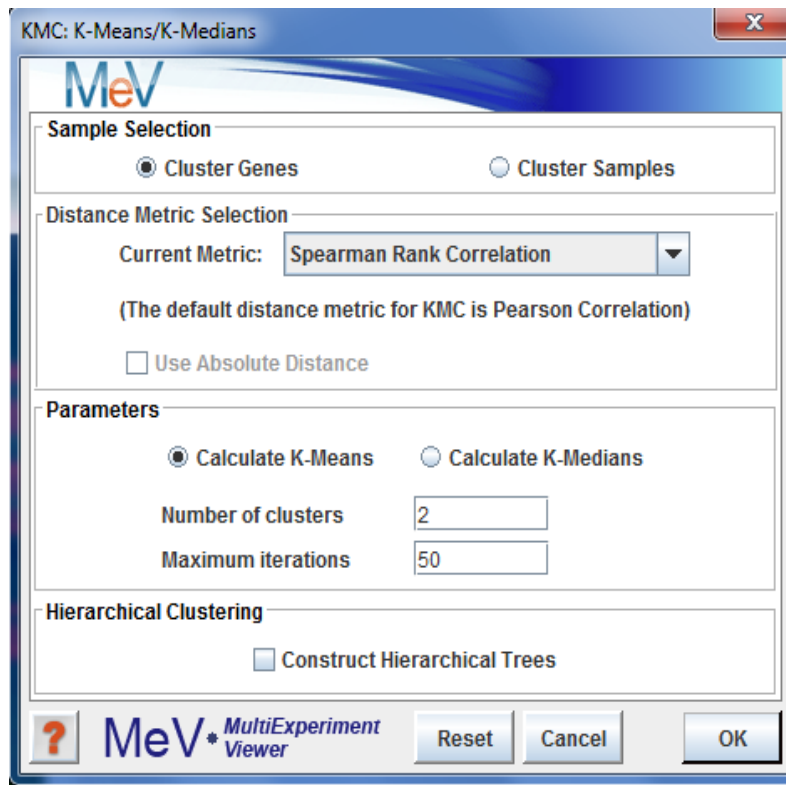 KMC: K-Means/K-Medians
X
MeV
Sample Selection
Cluster Genes Cluster Samples
Distance Metric Selection
Current Metric: Spearman Rank Correlation
(The default distance metric for KMC is Pearson Correlation)
Use Absolute Distance
Parameters
Calculate K-Means Calculate K-Medians
Number of clusters 2
Maximum iterations 50
Hierarchical Clustering
Construct Hierarchical Trees
? MeV MultiExperiment Viewer Reset Cancel OK